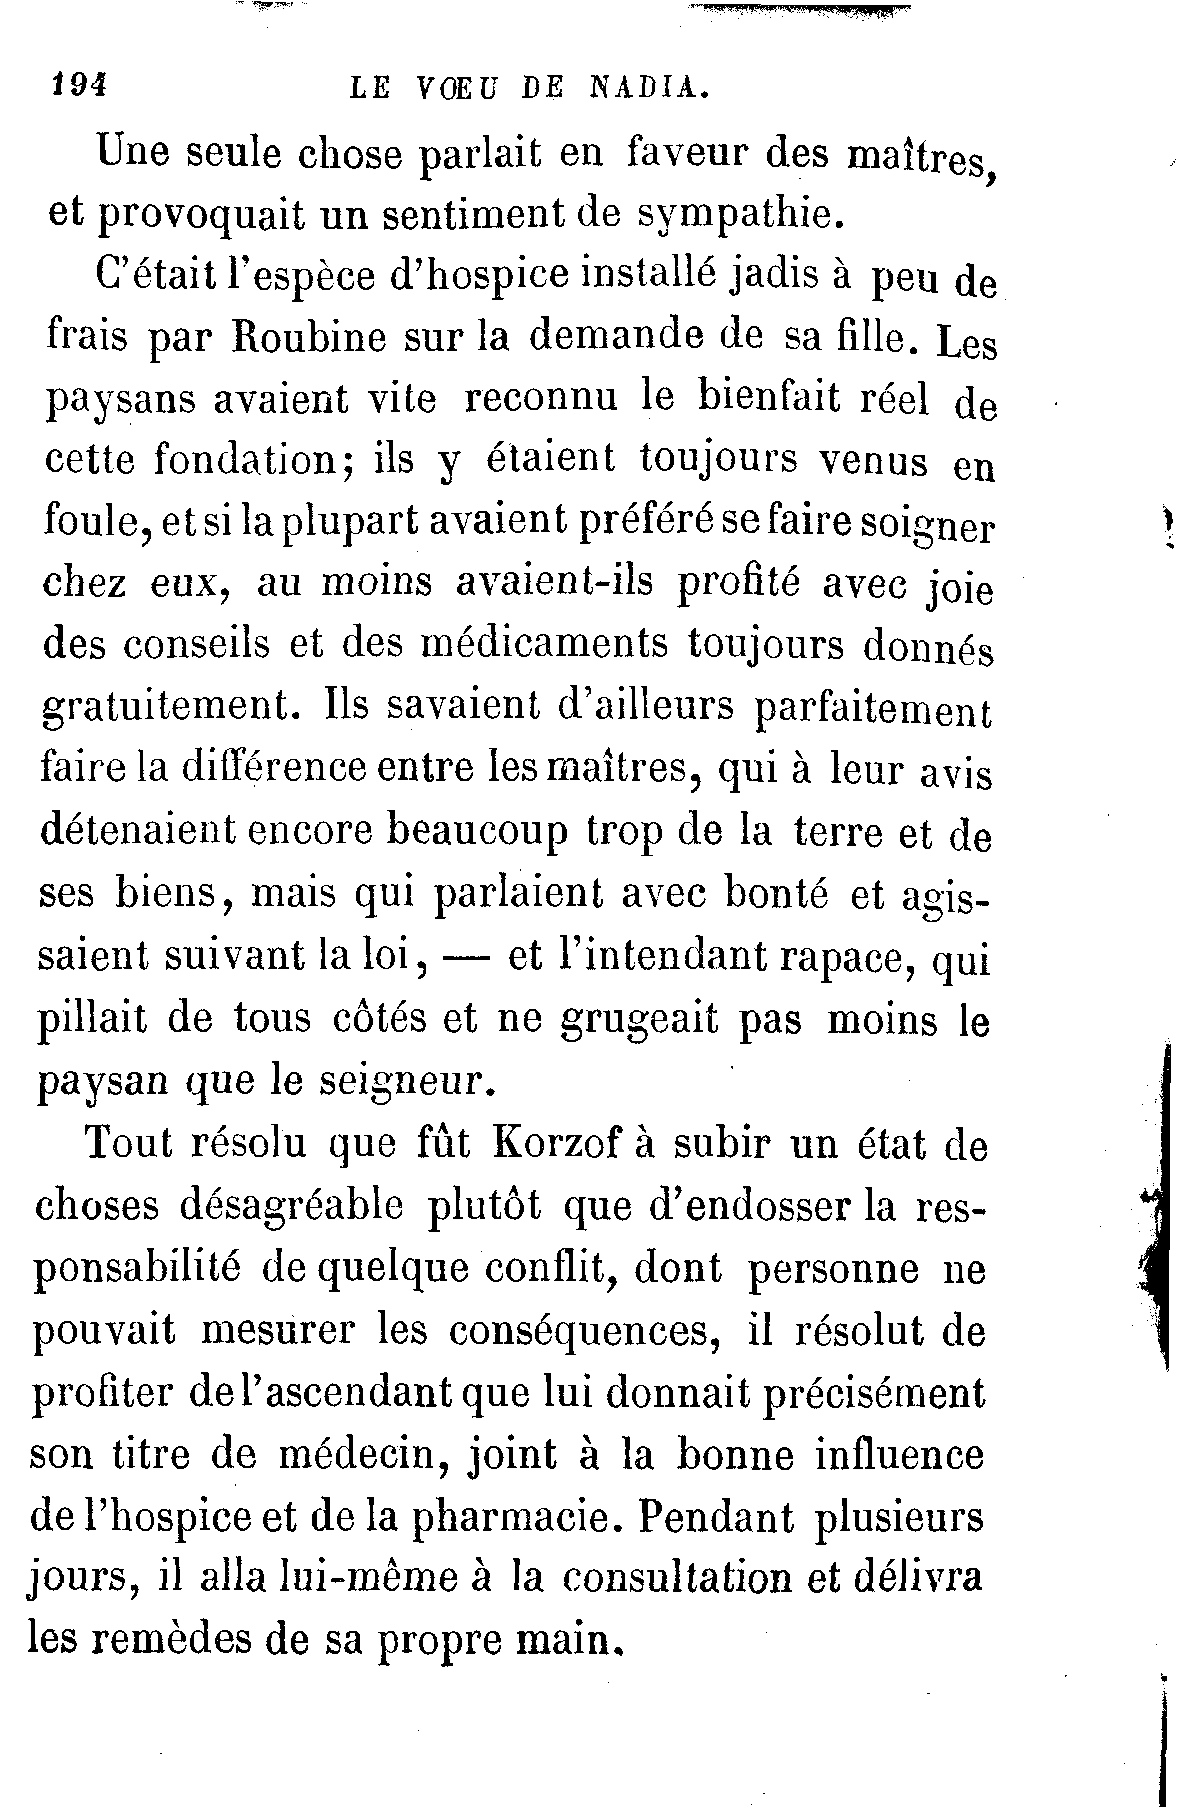 194 LE VŒU DE NADIA.
Une seule chose parlait en faveur des maîtres,
et provoquait un sentiment de sympathie.
C'était l'espèce d'hospice installé jadis à peu de
frais par Roubine sur la demande de sa fille. Les
paysans avaient vite reconnu le bienfait réel de
cette fondation; ils y étaient toujours venus en
foule, et si la plupart avaient préféré se faire soigner
chez eux, au moins avaient-ils profité avec joie
des conseils et des médicaments toujours donnés
gratuitement. Ils savaient d'ailleurs parfaitement
faire la différence entre les maîtres, qui à leur avis
détenaient encore beaucoup trop de la terre et de
ses biens, mais qui parlaient avec bonté et agis-
saient suivant la loi, — et l'intendant rapace, qui
pillait de tous côtés et ne grugeait pas moins le
paysan que le seigneur.
Tout résolu que fût Korzof à subir un état de
choses désagréable plutôt que d'endosser la res-
ponsabilité de quelque conflit, dont personne ne
pouvait mesurer les conséquences, il résolut de
profiter de l'ascendant que lui donnait précisément
son titre de médecin, joint à la bonne influence
de l'hospice et de la pharmacie. Pendant plusieurs
jours, il alla lui-même à la consultation et délivra
les remèdes de sa propre main.